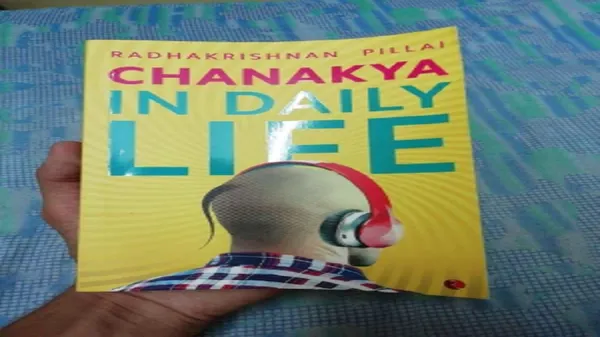 RADHAKRISHNAN PILLAI
CHANAKYA
IN DAILY
LIFE